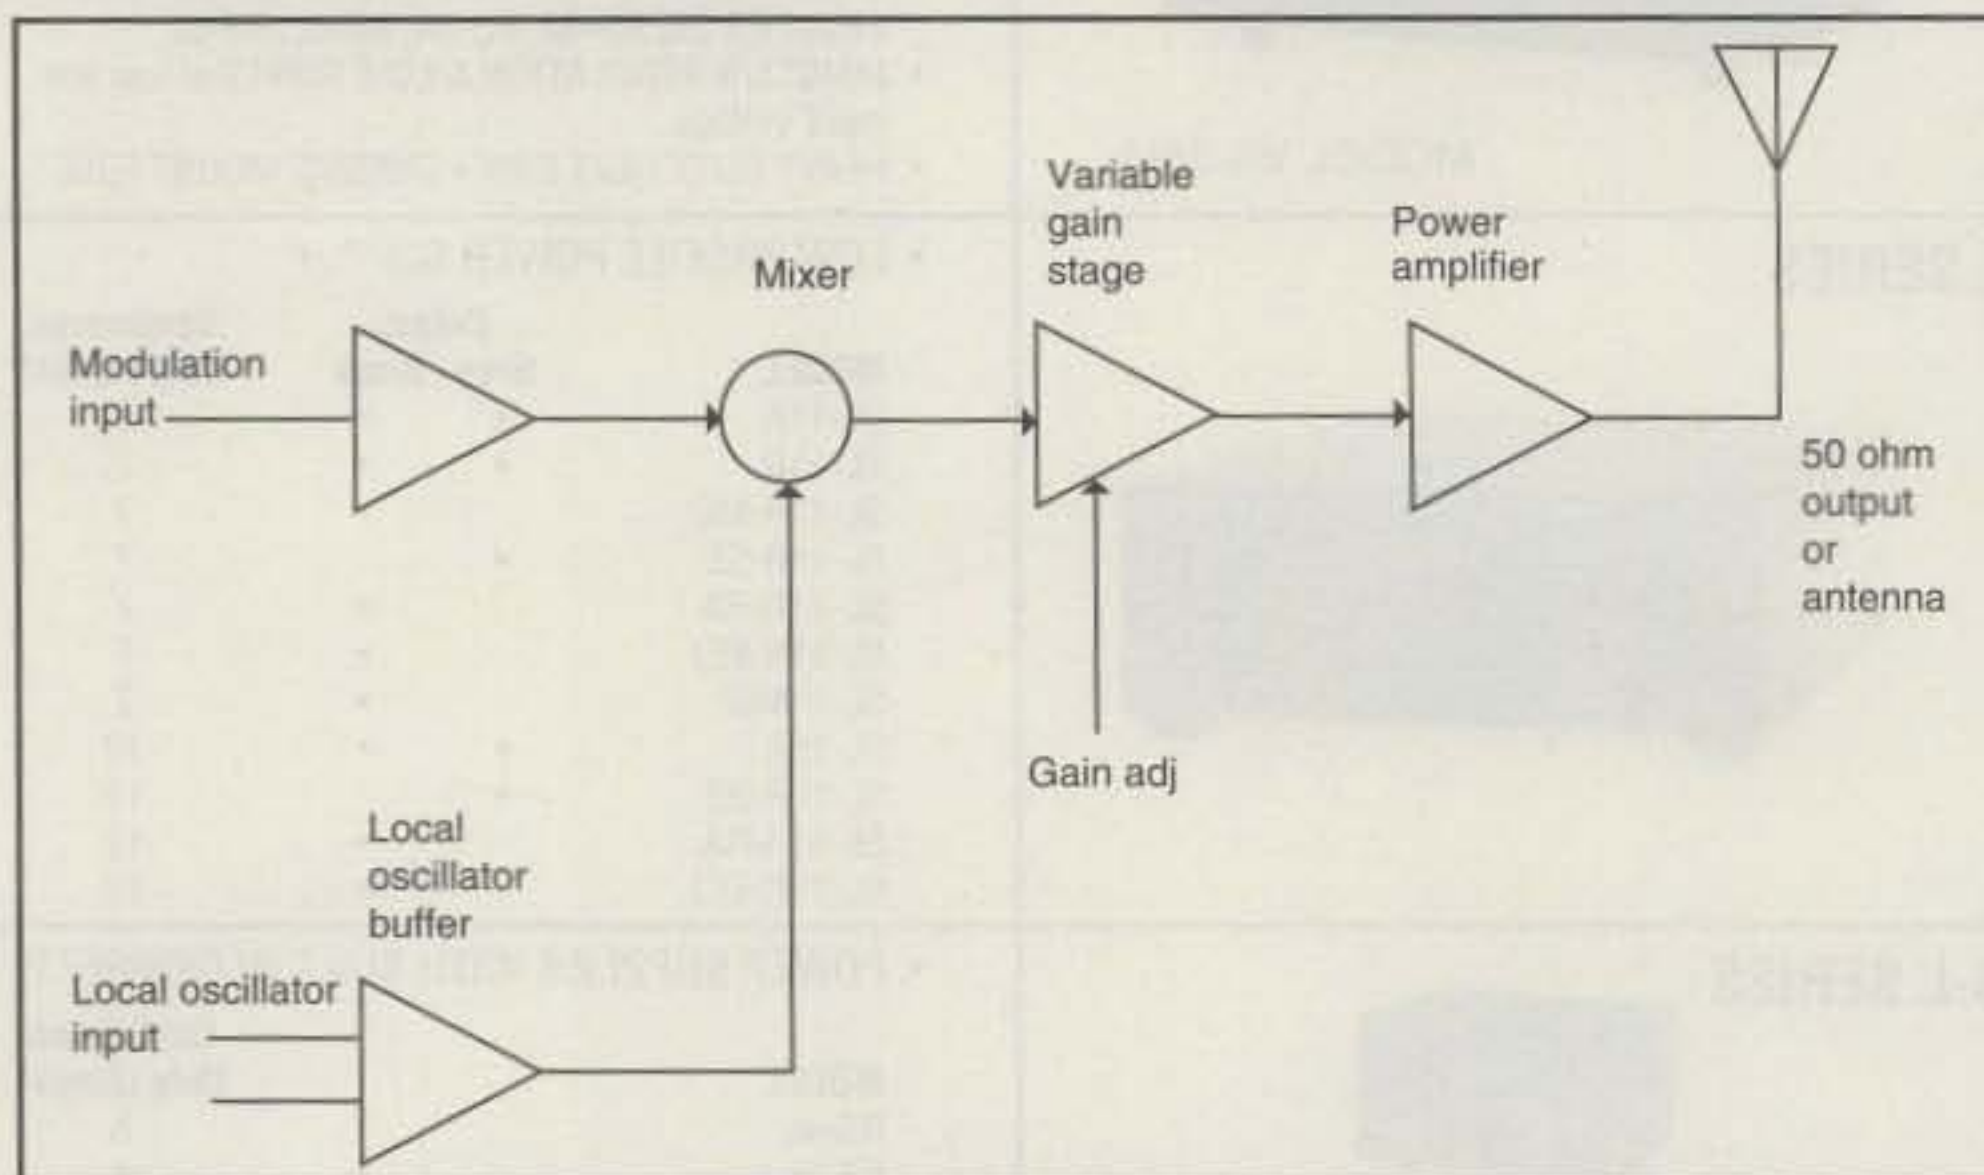 Variable
gain
stage
Power
amplifier
Mixer
Modulation
input
50 ohm
output
or
antenna
Gain adj
Local
oscillator
buffer
Local oscillator
input